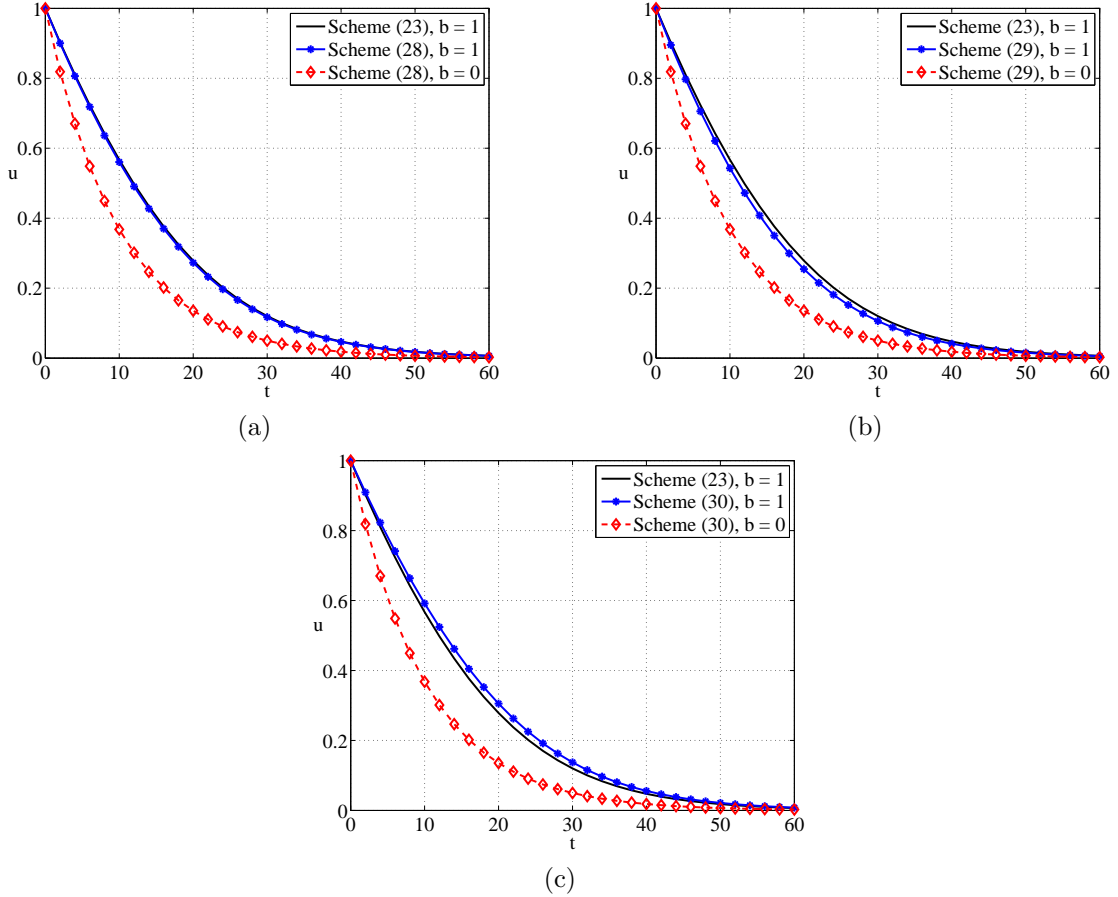 1
0.8
0.6
u
0.4
0.2
0
0 10 20 30 40 50 60
t
Scheme (23), b = 1
Scheme (28), b = 1
Scheme (28), b = 0
(a)
1
0.8
0.6
u
0.4
0.2
0
0 10 20 30 40 50 60
t
Scheme (23), b = 1
Scheme (29), b = 1
Scheme (29), b = 0
(b)
1
0.8
0.6
u
0.4
0.2
0
0 10 20 30 40 50 60
t
Scheme (23), b = 1
Scheme (30), b = 1
Scheme (30), b = 0
(c)